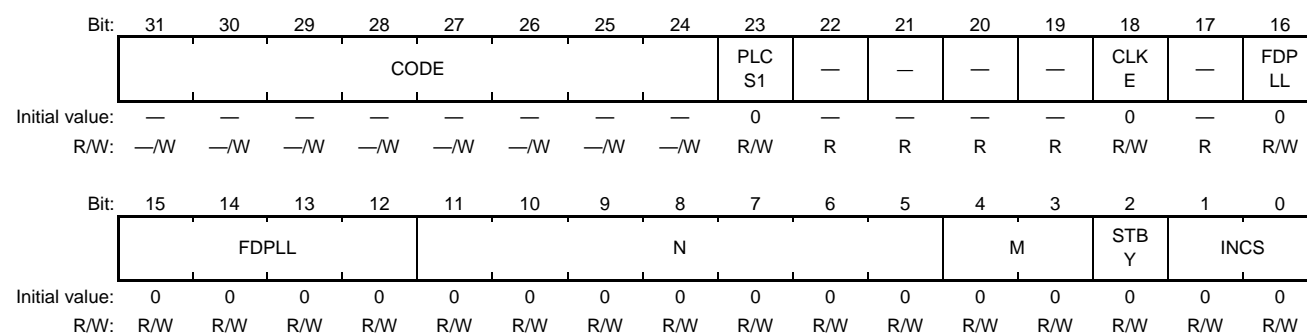 Bit: 31 30 29 28 27 26 25 24 23 22 21 20 19 18 17 16
CODE PLC S1 — — — — CLK E — FDP LL
Initial value: — — — — — — — — 0 — — — — 0 — 0
R/W: —/W —/W —/W —/W —/W —/W —/W —/W R/W R R R R R/W R R/W
Bit: 15 14 13 12 11 10 9 8 7 6 5 4 3 2 1 0
FDPLL N M STB Y INCS
Initial value: 0 0 0 0 0 0 0 0 0 0 0 0 0 0 0 0
R/W: R/W R/W R/W R/W R/W R/W R/W R/W R/W R/W R/W R/W R/W R/W R/W R/W